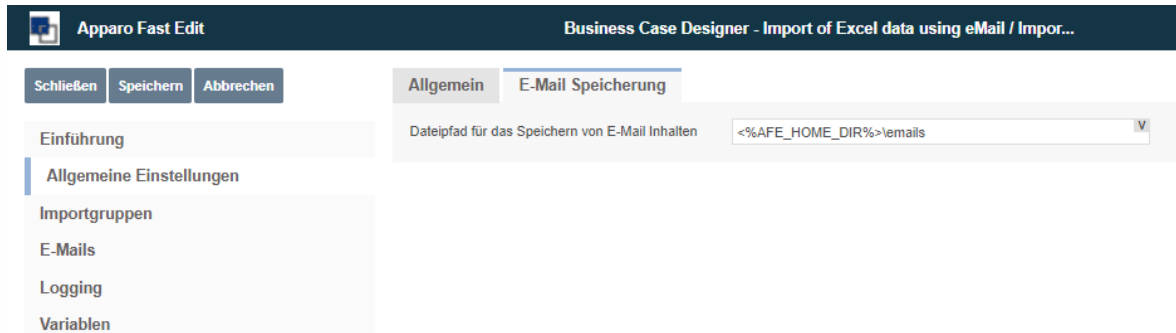 Apparo Fast Edit
Business Case Designer - Import of Excel data using eMail / Impor...
Schließen Speichern Abbrechen
Allgemein E-Mail Speicherung
Dateipfad für das Speichern von E-Mail Inhalten <%AFE_HOME_DIR%>\emails V
Einführung
Allgemeine Einstellungen
Importgruppen
E-Mails
Logging
Variablen